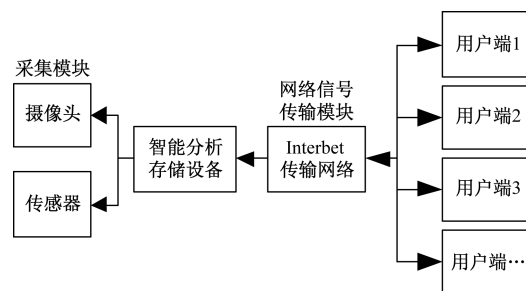 采集模块
摄像头
传感器
智能分析
存储设备
网络信号
传输模块
Interbet
传输网络
用户端1
用户端2
用户端3
用户端…